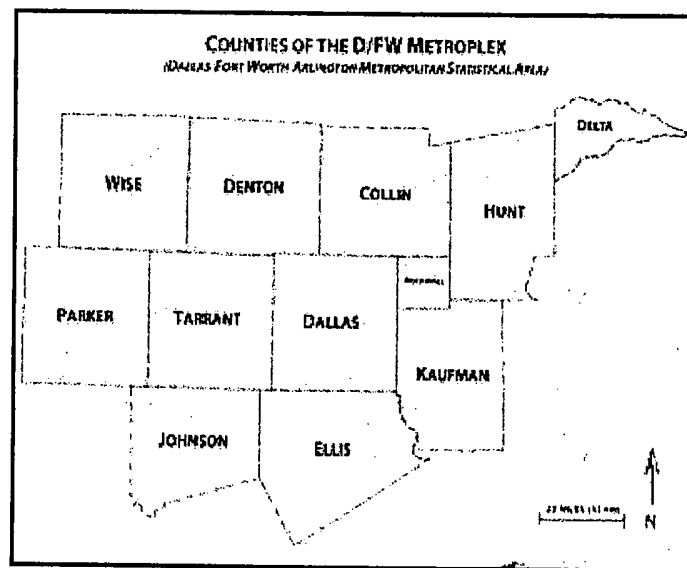 COUNTIES OF THE D/FW METROPLEX
(DALLAS FORT WORTH ARLINGTON METROPOLITAN STATISTICAL AREA)
DELTA
WISE
DENTON
COLLIN
HUNT
ROCKWALL
PARKER
TARRANT
DALLAS
KAUFMAN
JOHNSON
ELLIS
N